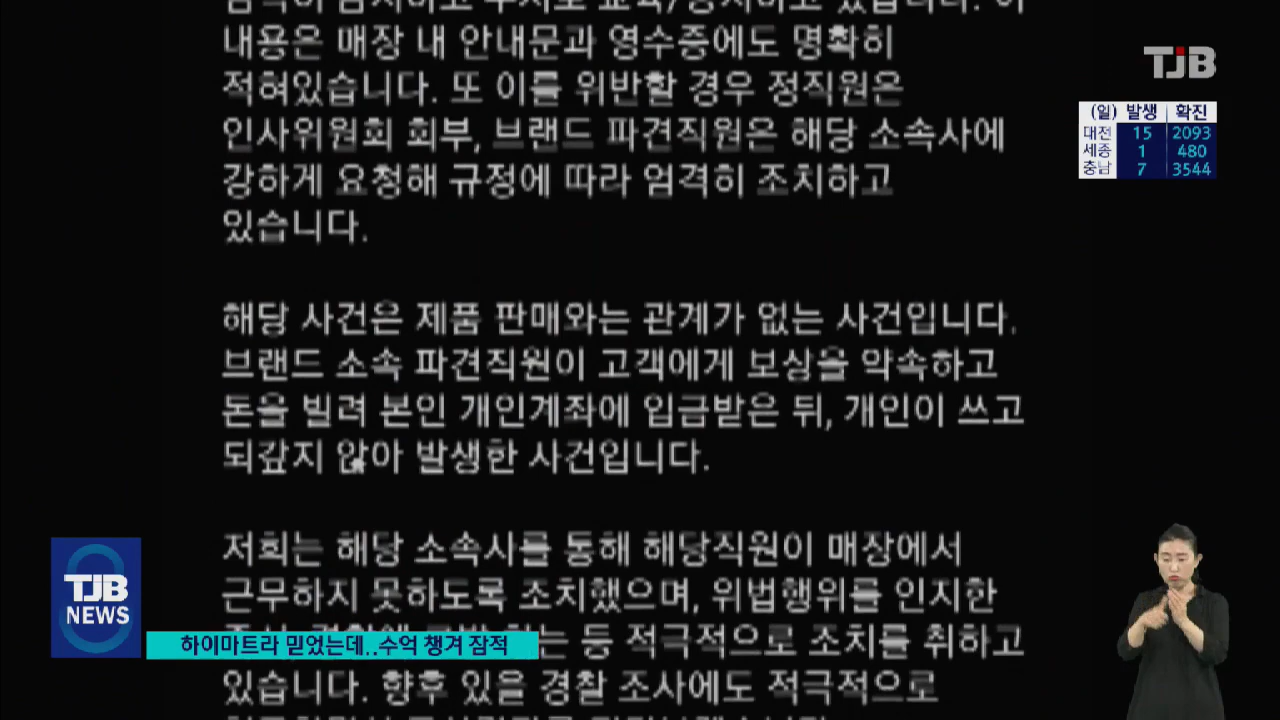 내용은 매장 내 안내문과 영수증에도 명확히
적혀있습니다. 또 이를 위반할 경우 정직원은
인사위원회 회부, 브랜드 파견직원은 해당 소속사에
강하게 요청해 규정에 따라 엄격히 조치하고
있습니다.
해당 사건은 제품 판매와는 관계가 없는 사건입니다.
브랜드 소속 파견직원이 고객에게 보상을 약속하고
돈을 빌려 본인 개인계좌에 입금받은 뒤, 개인이 쓰고
되갚지 않아 발생한 사건입니다.
저희는 해당 소속사를 통해 해당직원이 매장에서
근무하지 못하도록 조치했으며, 위법행위를 인지한
는 등 적극적으로 조치를 취하고
있습니다. 향후 있을 경찰 조사에도 적극적으로
TJB
(일) 발생 확진
대전 15 2093
세종 1 480
충남 7 3544
TJB
NEWS
하이마트라 믿었는데..수억 챙겨 잠적